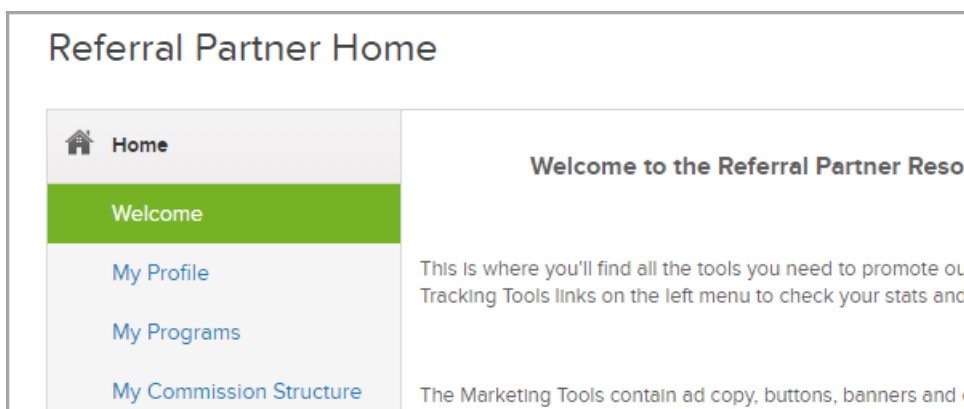 Referral Partner Home
Home
Welcome
My Profile
My Programs
My Commission Structure
Welcome to the Referral Partner
This is where you'll find all the tools you need to promote
Tracking Tools links on the left menu to check your stats and
The Marketing Tools contain ad copy, buttons, banners and